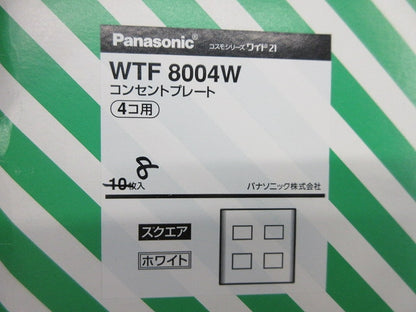 Panasonic® コスモシリーズ ワイド21
WTF 8004W
コンセントプレート
4コ用
8
10枚入
パナソニック株式会社
スクエア
ホワイト